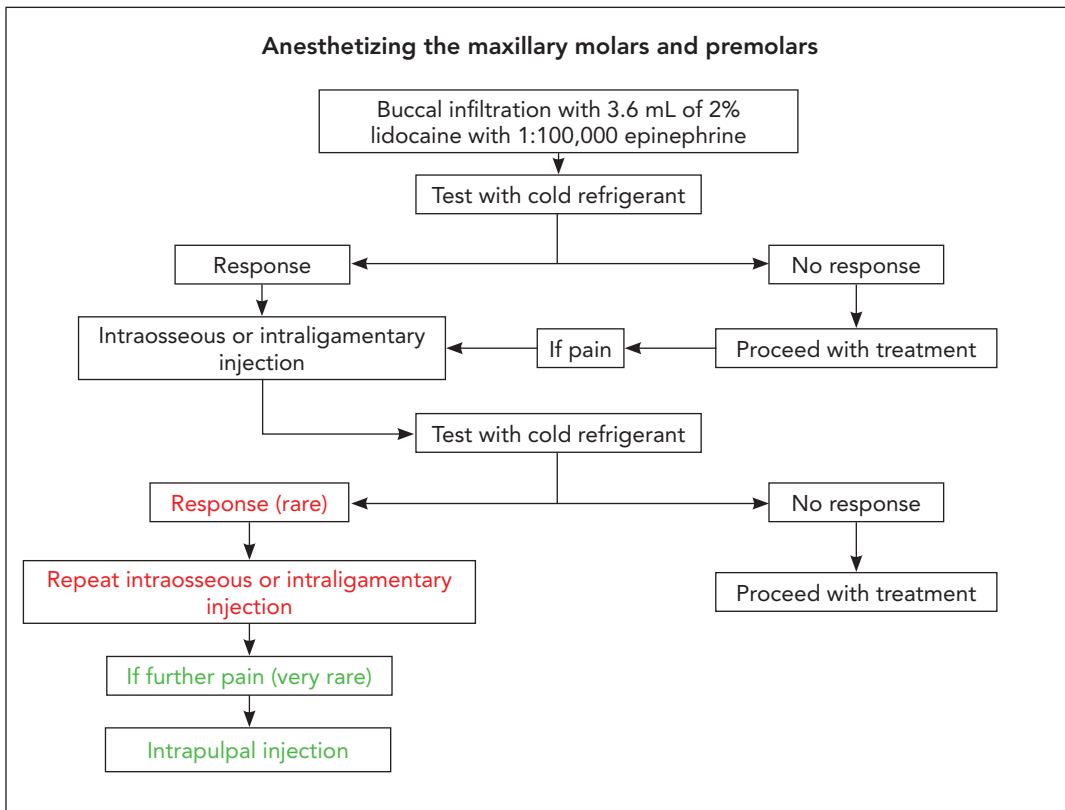 Anesthetizing the maxillary molars and premolars
Buccal infiltration with 3.6 mL of 2%
lidocaine with 1:100,000 epinephrine
Test with cold refrigerant
Response
No response
Intraosseous or intraligamentary
injection
If pain
Proceed with treatment
Test with cold refrigerant
Response (rare)
No response
Repeat intraosseous or intraligamentary
injection
Proceed with treatment
If further pain (very rare)
Intrapulpal injection